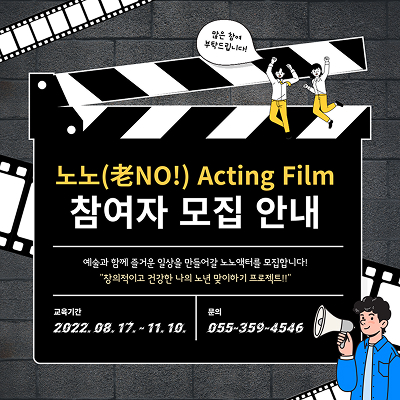 많은 참여
부탁드립니다!
노노(老NO!) Acting Film
참여자 모집 안내
예술과 함께 즐거운 일상을 만들어갈 노노액터를 모집합니다!
"창의적이고 건강한 나의 노년 맞이하기 프로젝트!!"
교육기간
2022. 08. 17. ~ 11. 10.
문의
055-359-4546